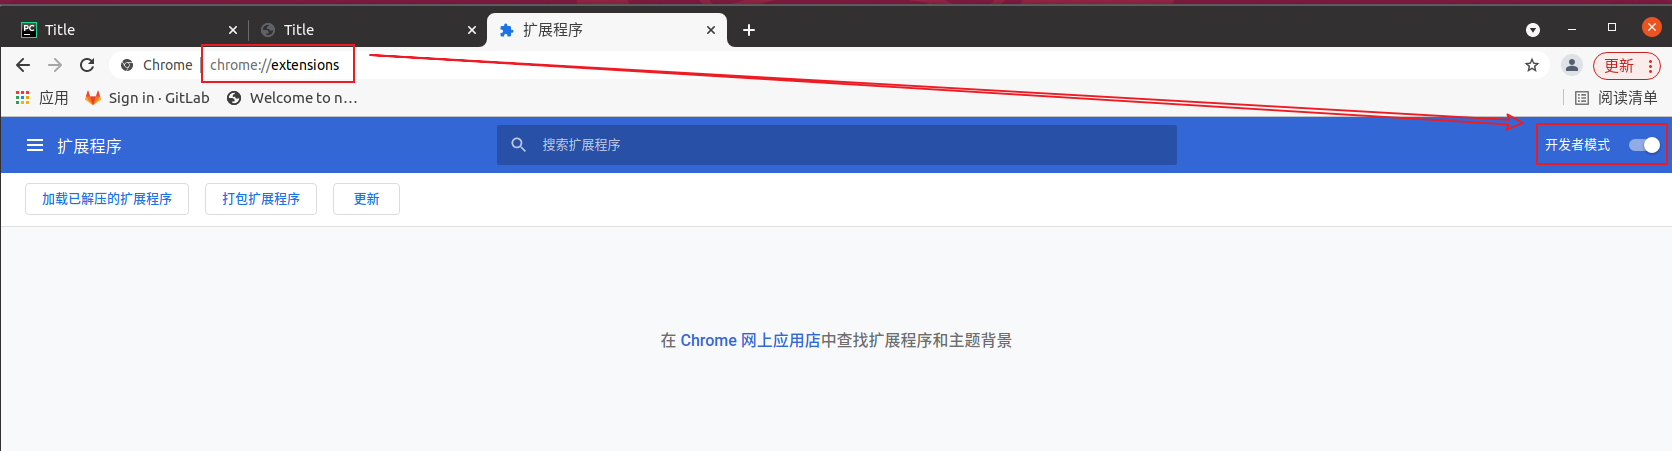 PC Title
Title
扩展程序
Chrome | chrome://extensions
更新
应用
Sign in · GitLab
Welcome to n...
阅读清单
扩展程序
搜索扩展程序
开发者模式
加载已解压的扩展程序
打包扩展程序
更新
在 Chrome 网上应用店中查找扩展程序和主题背景